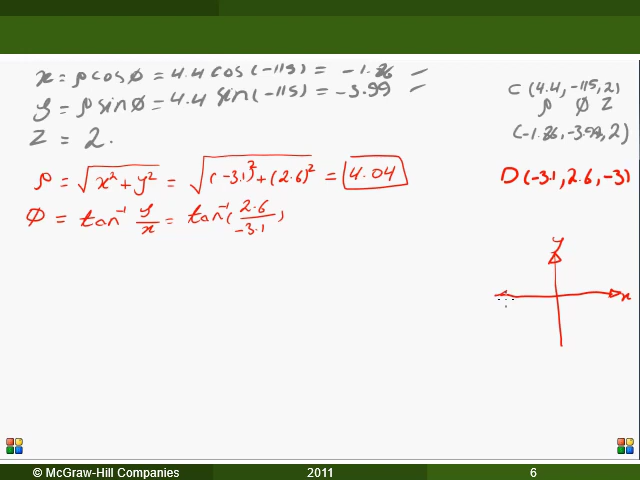 x = ρ cos φ = 4.4 cos(-115) = -1.86
y = ρ sin φ = 4.4 sin(-115) = -3.99
z = 2.
C (4.4, -115, 2)
ρ φ z
(-1.86, -3.99, 2)
ρ = √x² + y² = √(-3.1)² + (2.6)² = 4.04
D (-3.1, 2.6, -3)
φ = tan⁻¹ y/x = tan⁻¹(2.6/-3.1)
y
x
© McGraw-Hill Companies 2011 6